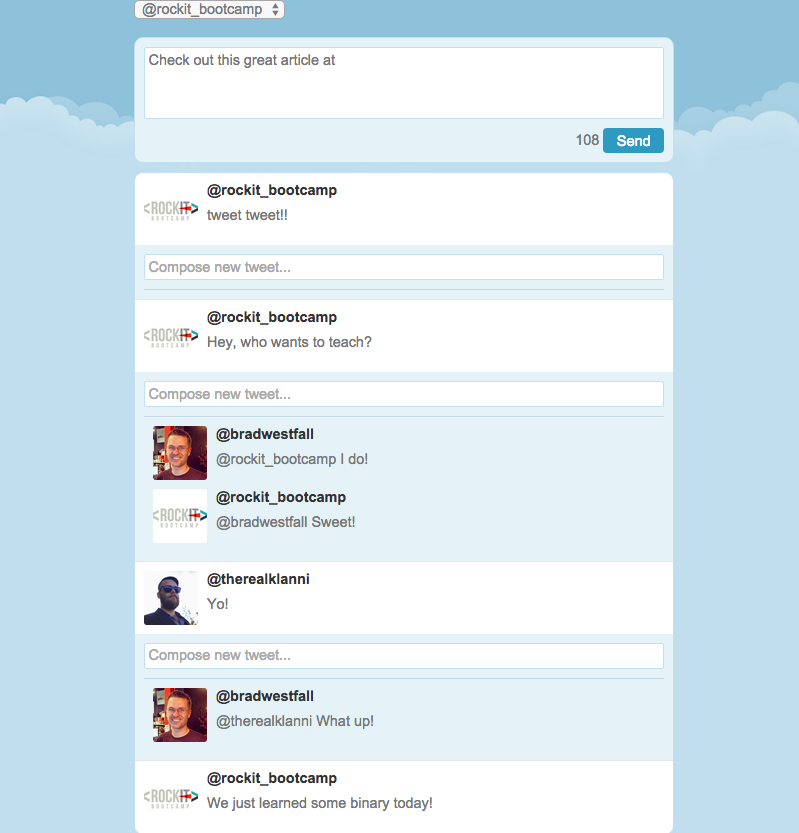 @rockit_bootcamp
Check out this great article at
108 Send
@rockit_bootcamp
<ROCKIT>
BOOTCAMP
tweet tweet!!
Compose new tweet...
@rockit_bootcamp
<ROCKIT>
BOOTCAMP
Hey, who wants to teach?
Compose new tweet...
@bradwestfall
@rockit_bootcamp I do!
@rockit_bootcamp
<ROCKIT>
BOOTCAMP
@bradwestfall Sweet!
@therealklanni
Yo!
Compose new tweet...
@bradwestfall
@therealklanni What up!
@rockit_bootcamp
<ROCKIT>
BOOTCAMP
We just learned some binary today!